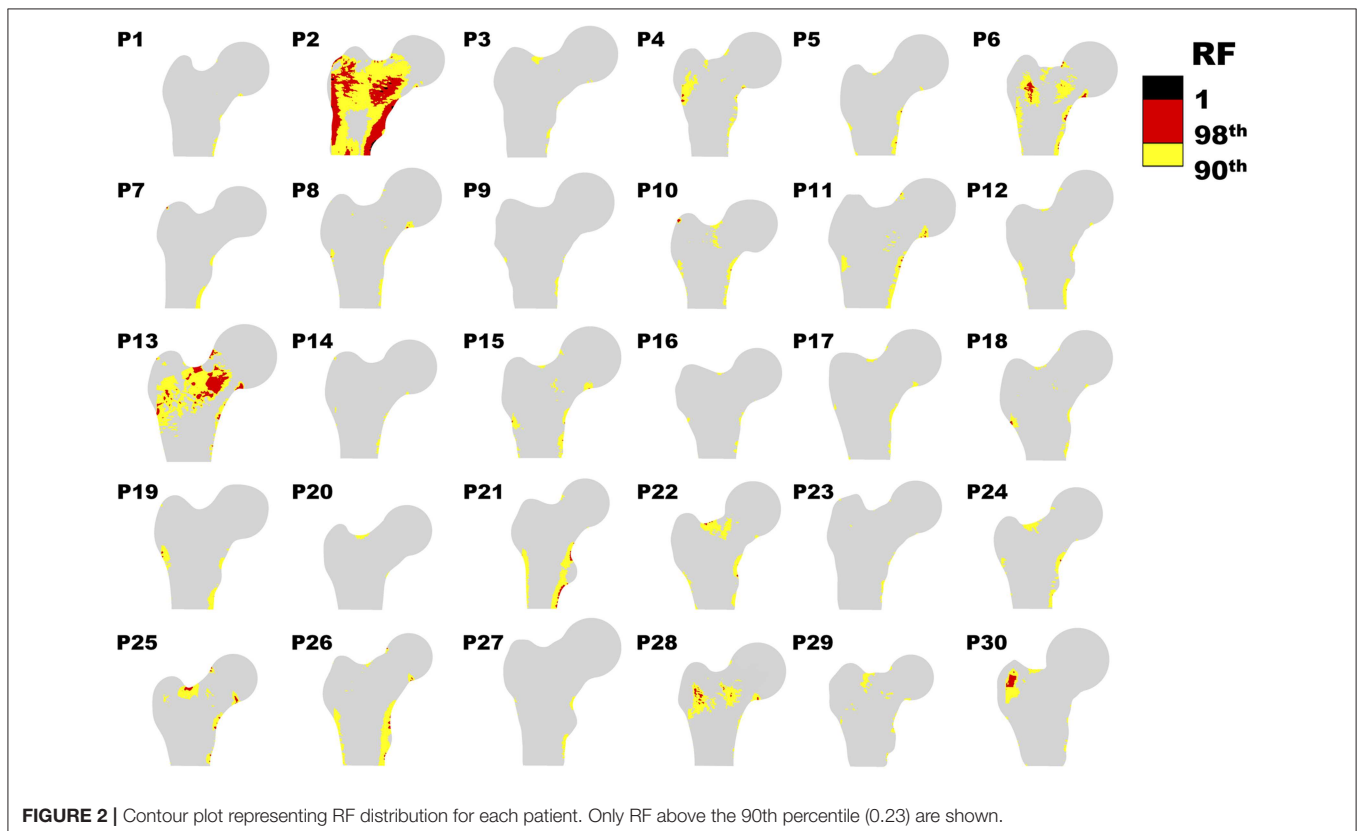 P1 P2 P3 P4 P5 P6
RF
1
98th
90th
P7 P8 P9 P10 P11 P12
P13 P14 P15 P16 P17 P18
P19 P20 P21 P22 P23 P24
P25 P26 P27 P28 P29 P30
FIGURE 2 | Contour plot representing RF distribution for each patient. Only RF above the 90th percentile (0.23) are shown.